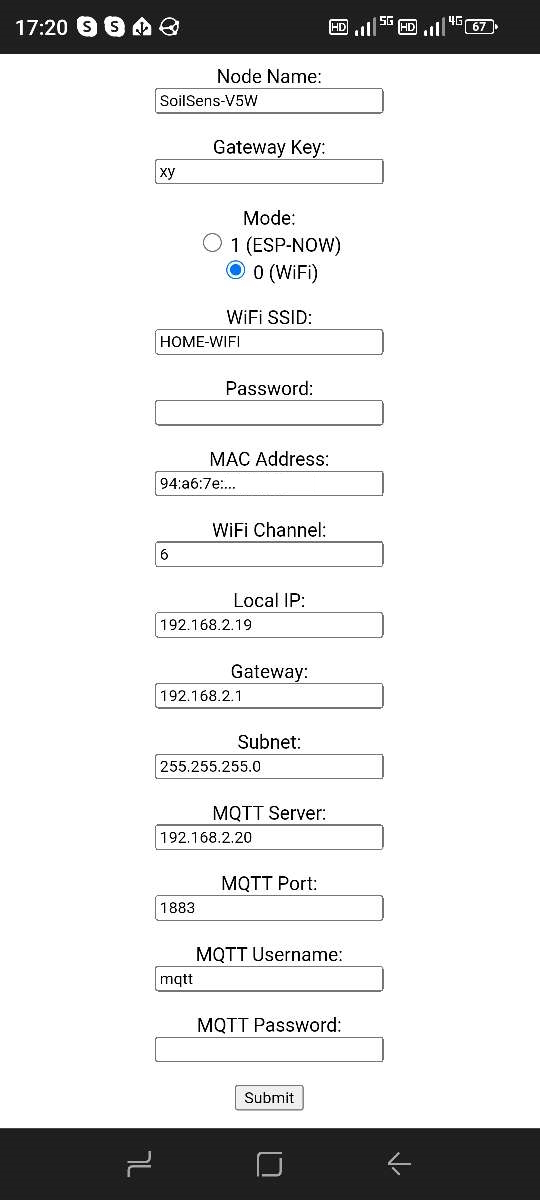 17:20 S S HD 5G HD 4G 67
Node Name:
SoilSens-V5W
Gateway Key:
xy
Mode:
1 (ESP-NOW)
0 (WiFi)
WiFi SSID:
HOME-WIFI
Password:
MAC Address:
94:a6:7e:...
WiFi Channel:
6
Local IP:
192.168.2.19
Gateway:
192.168.2.1
Subnet:
255.255.255.0
MQTT Server:
192.168.2.20
MQTT Port:
1883
MQTT Username:
mqtt
MQTT Password:
Submit